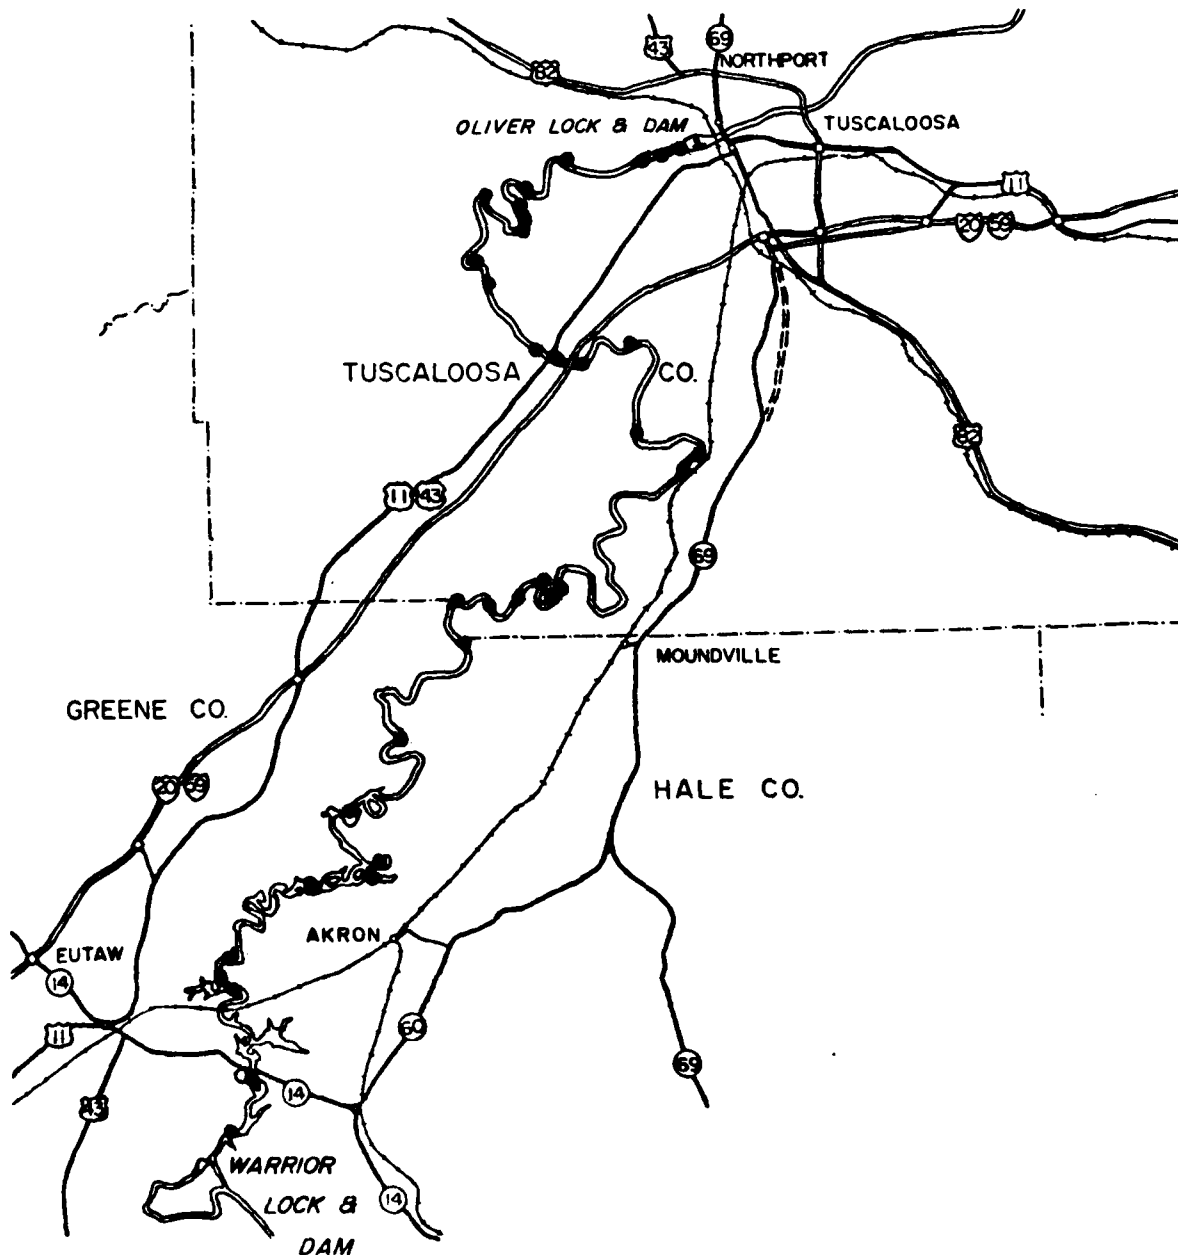 43
69
NORTHPORT
82
OLIVER LOCK & DAM
TUSCALOOSA
11
20 59
TUSCALOOSA CO.
82
11 43
69
MOUNDVILLE
GREENE CO.
20 59
HALE CO.
AKRON
EUTAW
14
60
11
69
14
43
WARRIOR
LOCK &
DAM
14